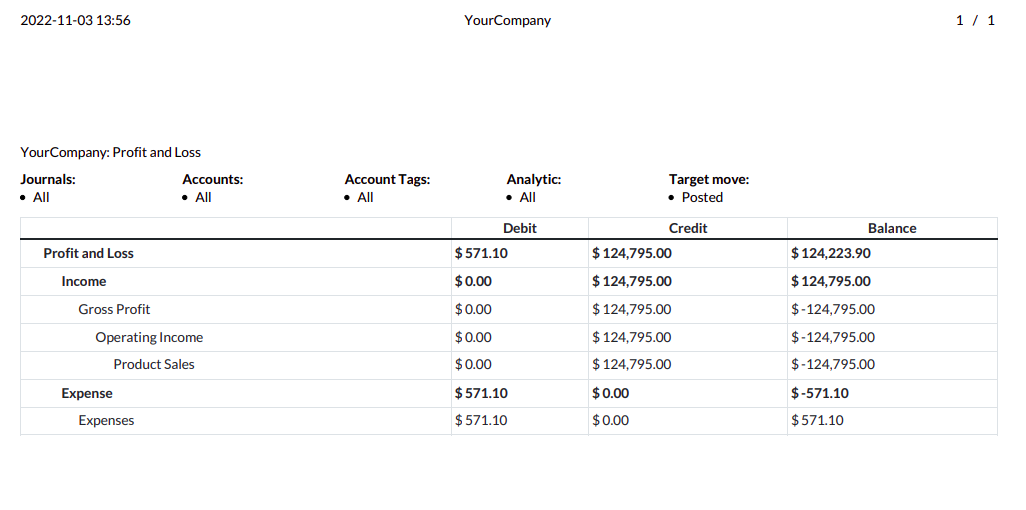 2022-11-03 13:56 YourCompany 1 / 1
YourCompany: Profit and Loss
Journals: Accounts: Account Tags: Analytic: Target move:
• All • All • All • All • Posted
Debit Credit Balance
Profit and Loss $ 571.10 $ 124,795.00 $ 124,223.90
Income $ 0.00 $ 124,795.00 $ 124,795.00
Gross Profit $ 0.00 $ 124,795.00 $ -124,795.00
Operating Income $ 0.00 $ 124,795.00 $ -124,795.00
Product Sales $ 0.00 $ 124,795.00 $ -124,795.00
Expense $ 571.10 $ 0.00 $ -571.10
Expenses $ 571.10 $ 0.00 $ 571.10